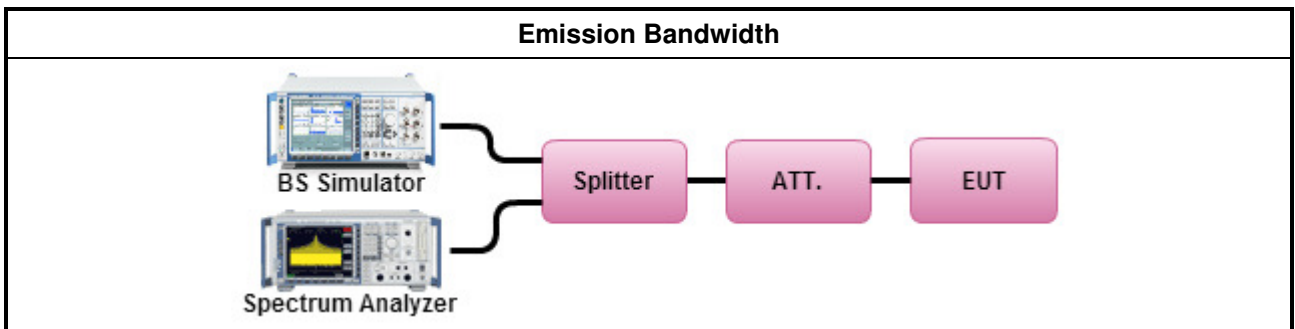 Emission Bandwidth
BS Simulator
Splitter
ATT.
EUT
Spectrum Analyzer